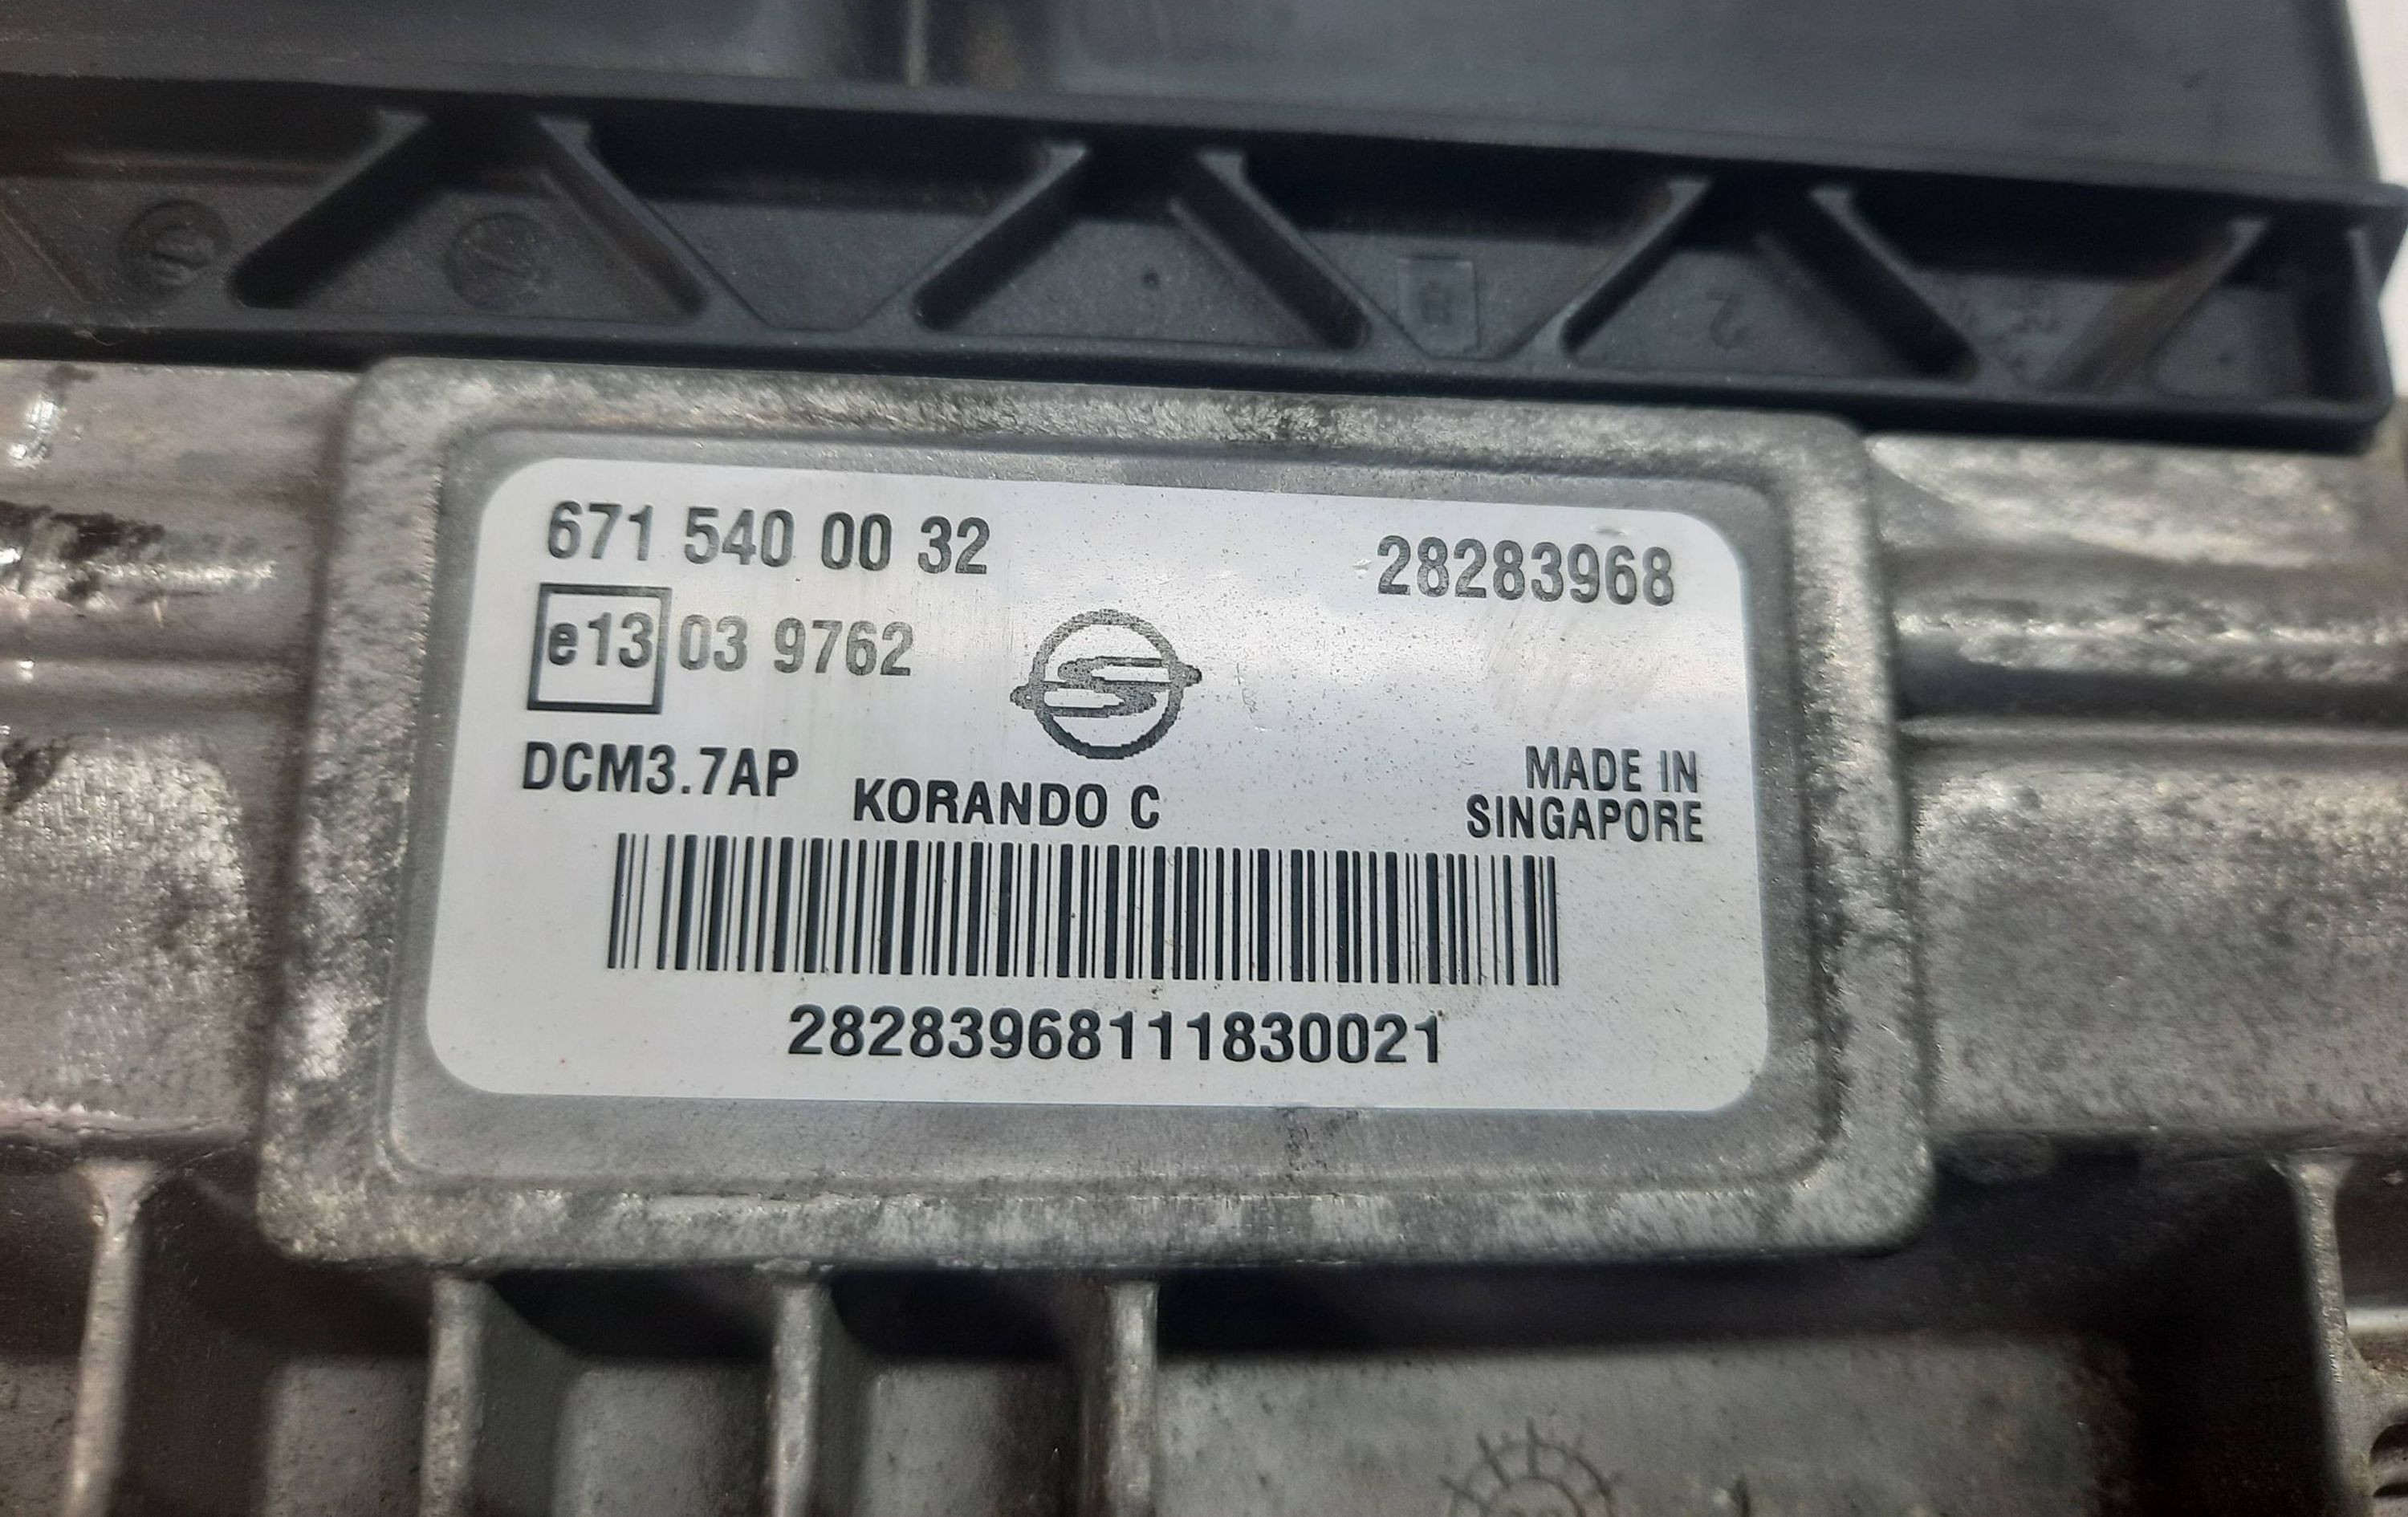 671 540 00 32
28283968
e13 03 9762
DCM3.7AP
KORANDO C
MADE IN
SINGAPORE
28283968111830021